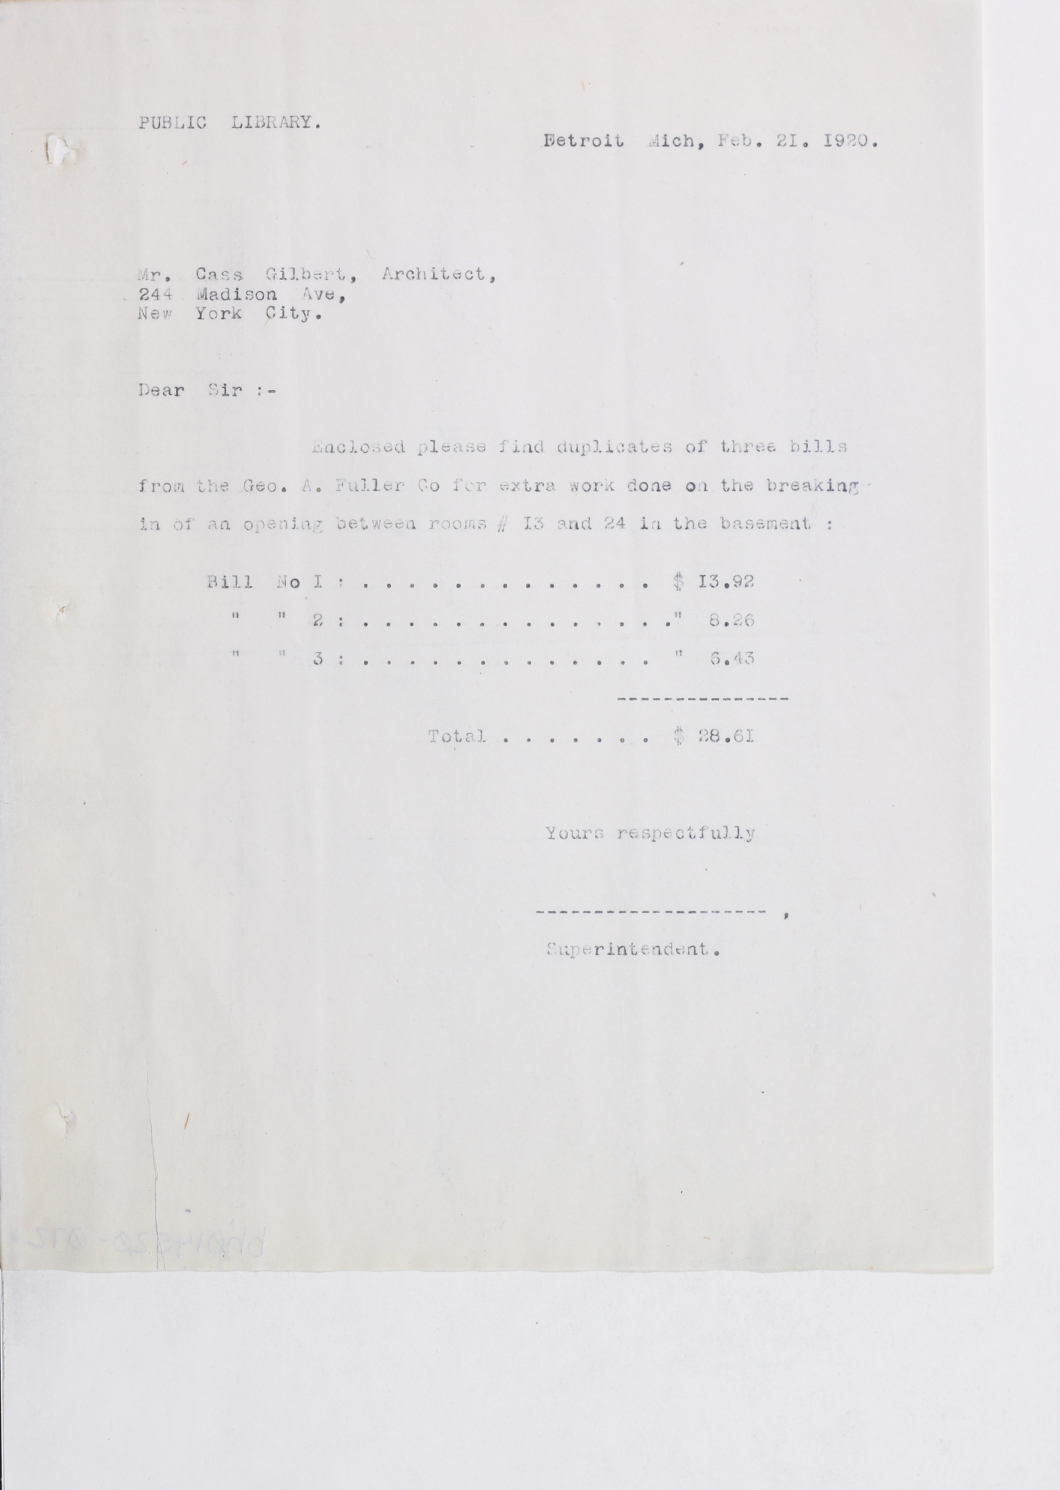 PUBLIC LIBRARY.
Detroit Mich, Feb. 21. 1920.
Mr. Cass Gilbert, Architect,
244 Madison Ave,
New York City.
Dear Sir :-
Enclosed please find duplicates of three bills
from the Geo. A. Fuller Co for extra work done on the breaking
in of an opening between rooms # 13 and 24 in the basement :
Bill No I : . . . . . . . . . . . . . $ 13.92
" " 2 : . . . . . . . . . . . . . ." 8.26
" " 3 : . . . . . . . . . . . . . " 6.43
---------------
Total . . . . . . . $ 28.61
Yours respectfully
-------------------- ,
Superintendent.